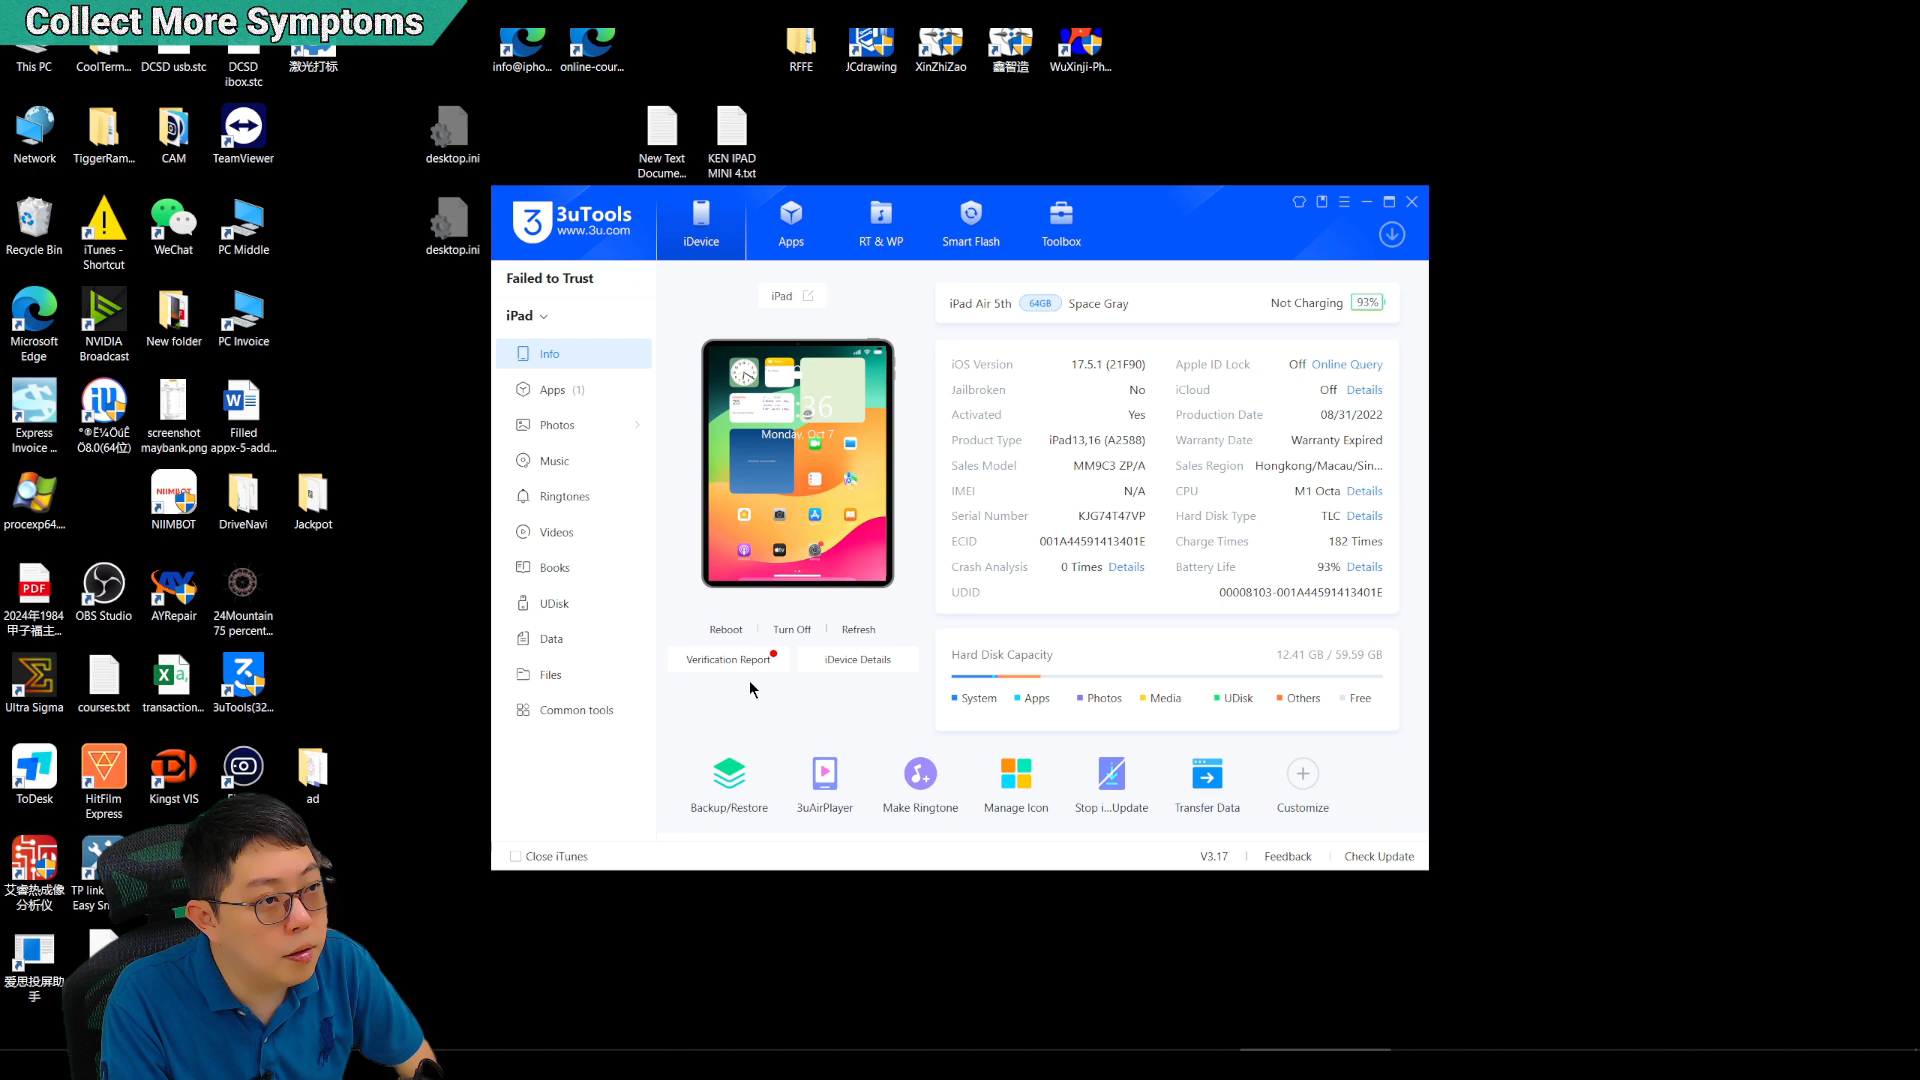 Collect More Symptoms
This PC
CoolTerm...
DCSD usb.stc
DCSD
ibox.stc
激光打标
info@ipho...
online-cour...
RFFE
JCdrawing
XinZhiZao
鑫智造
WuXinji-Ph...
Network
TiggerRam...
CAM
TeamViewer
desktop.ini
New Text
Docume...
KEN IPAD
MINI 4.txt
Recycle Bin
iTunes -
Shortcut
WeChat
PC Middle
desktop.ini
Microsoft
Edge
NVIDIA
Broadcast
New folder
PC Invoice
Express
Invoice ...
screenshot
maybank.png
Filled
appx-5-add...
procexp64....
NIIMBOT
NIIMBOT
DriveNavi
Jackpot
PDF
2024年1984
甲子福主...
OBS Studio
AYRepair
24Mountain
75 percent...
Ultra Sigma
courses.txt
transaction...
3uTools(32...
ToDesk
HitFilm
Express
Kingst VIS
ad
艾睿热成像
分析仪
TP link
Easy Sm
爱思投屏助
手
3uTools
www.3u.com
iDevice
Apps
RT & WP
Smart Flash
Toolbox
Failed to Trust
iPad
Info
Apps (1)
Photos
Music
Ringtones
Videos
Books
UDisk
Data
Files
Common tools
iPad
:36
Monday, Oct 7
Reboot
Turn Off
Refresh
Verification Report
iDevice Details
iPad Air 5th 64GB Space Gray
Not Charging 93%
iOS Version 17.5.1 (21F90) Apple ID Lock Off Online Query
Jailbroken No iCloud Off Details
Activated Yes Production Date 08/31/2022
Product Type iPad13,16 (A2588) Warranty Date Warranty Expired
Sales Model MM9C3 ZP/A Sales Region Hongkong/Macau/Sin...
IMEI N/A CPU M1 Octa Details
Serial Number KJG74T47VP Hard Disk Type TLC Details
ECID 001A44591413401E Charge Times 182 Times
Crash Analysis 0 Times Details Battery Life 93% Details
UDID 00008103-001A44591413401E
Hard Disk Capacity 12.41 GB / 59.59 GB
System Apps Photos Media UDisk Others Free
Backup/Restore
3uAirPlayer
Make Ringtone
Manage Icon
Stop i...Update
Transfer Data
Customize
Close iTunes
V3.17
Feedback
Check Update